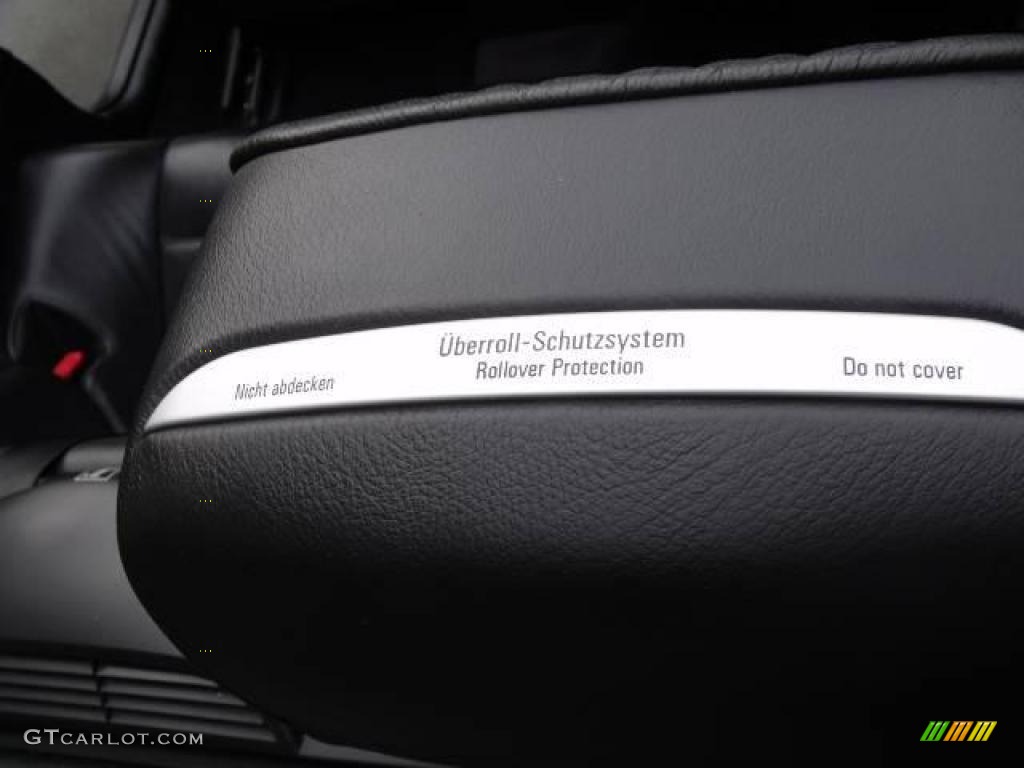 Überroll-Schutzsystem
Rollover Protection
Nicht abdecken
Do not cover
GTCARLOT.COM